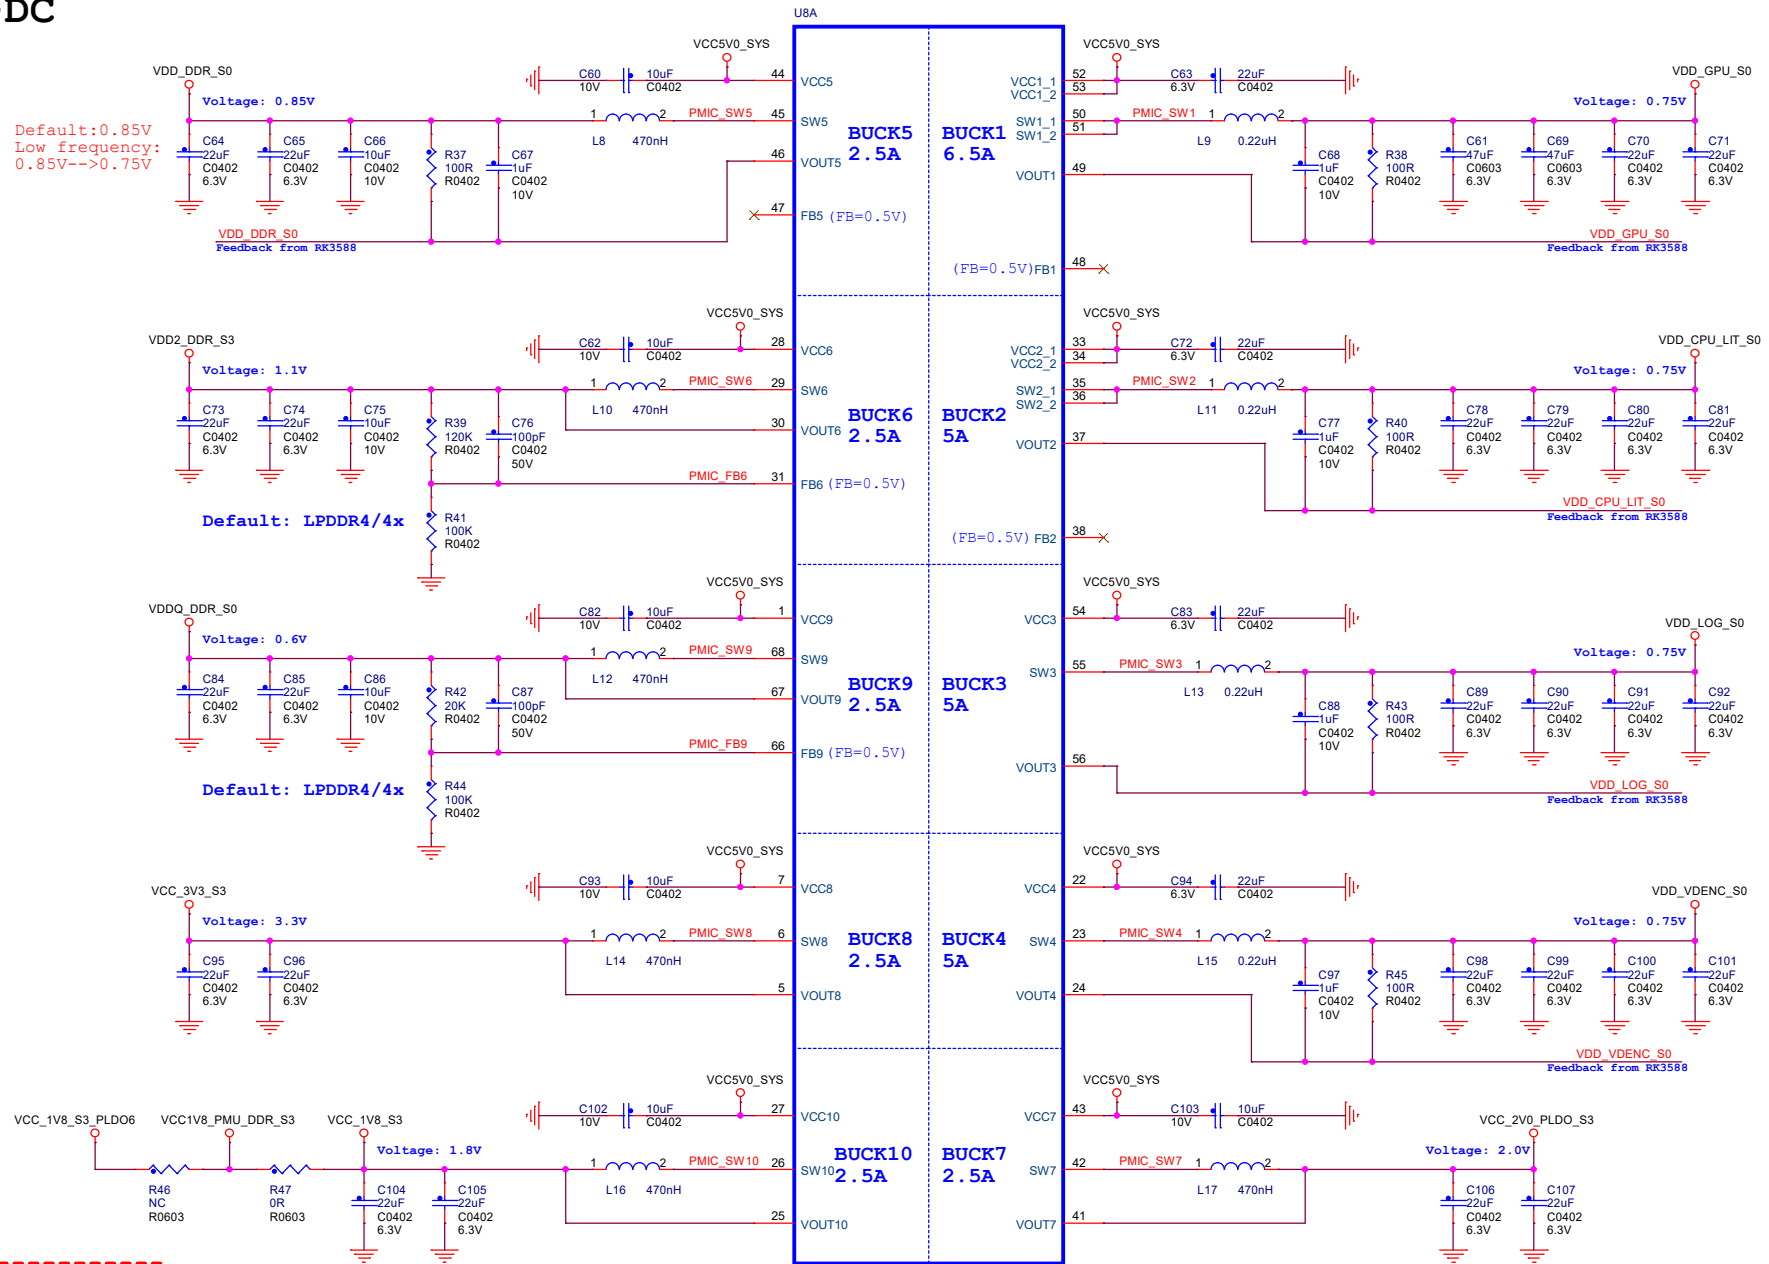 DC
U8A
VCC5V0_SYS
C60
10V
10uF
C0402
44
VCC5
VDD_DDR_S0
Voltage: 0.85V
Default:0.85V
Low frequency:
0.85V-->0.75V
C64
22uF
C0402
6.3V
C65
22uF
C0402
6.3V
C66
10uF
C0402
10V
R37
100R
R0402
C67
1uF
C0402
10V
1
2
L8
470nH
PMIC_SW5
45
SW5
46
VOUT5
47
FB5 (FB=0.5V)
BUCK5
2.5A
VDD_DDR_S0
Feedback from RK3588
BUCK1
6.5A
VCC5V0_SYS
52
VCC1_1
53
VCC1_2
C63
6.3V
22uF
C0402
50
SW1_1
51
SW1_2
PMIC_SW1
1
2
L9
0.22uH
49
VOUT1
VDD_GPU_S0
Voltage: 0.75V
C68
1uF
C0402
10V
R38
100R
R0402
C61
47uF
C0603
6.3V
C69
47uF
C0603
6.3V
C70
22uF
C0402
6.3V
C71
22uF
C0402
6.3V
VDD_GPU_S0
Feedback from RK3588
(FB=0.5V)FB1
48
VDD2_DDR_S3
Voltage: 1.1V
VCC5V0_SYS
C62
10V
10uF
C0402
28
VCC6
C73
22uF
C0402
6.3V
C74
22uF
C0402
6.3V
C75
10uF
C0402
10V
R39
120K
R0402
C76
100pF
C0402
50V
1
2
L10
470nH
PMIC_SW6
29
SW6
30
VOUT6
PMIC_FB6
31
FB6 (FB=0.5V)
BUCK6
2.5A
Default: LPDDR4/4x
R41
100K
R0402
BUCK2
5A
VCC5V0_SYS
33
VCC2_1
34
VCC2_2
C72
6.3V
22uF
C0402
35
SW2_1
36
SW2_2
PMIC_SW2
1
2
L11
0.22uH
37
VOUT2
VDD_CPU_LIT_S0
Voltage: 0.75V
C77
1uF
C0402
10V
R40
100R
R0402
C78
22uF
C0402
6.3V
C79
22uF
C0402
6.3V
C80
22uF
C0402
6.3V
C81
22uF
C0402
6.3V
VDD_CPU_LIT_S0
Feedback from RK3588
(FB=0.5V) FB2
38
VDDQ_DDR_S0
Voltage: 0.6V
VCC5V0_SYS
C82
10V
10uF
C0402
1
VCC9
C84
22uF
C0402
6.3V
C85
22uF
C0402
6.3V
C86
10uF
C0402
10V
R42
20K
R0402
C87
100pF
C0402
50V
1
2
L12
470nH
PMIC_SW9
68
SW9
67
VOUT9
PMIC_FB9
66
FB9 (FB=0.5V)
BUCK9
2.5A
Default: LPDDR4/4x
R44
100K
R0402
BUCK3
5A
VCC5V0_SYS
54
VCC3
C83
6.3V
22uF
C0402
55
SW3
PMIC_SW3
1
2
L13
0.22uH
56
VOUT3
VDD_LOG_S0
Voltage: 0.75V
C88
1uF
C0402
10V
R43
100R
R0402
C89
22uF
C0402
6.3V
C90
22uF
C0402
6.3V
C91
22uF
C0402
6.3V
C92
22uF
C0402
6.3V
VDD_LOG_S0
Feedback from RK3588
VCC_3V3_S3
Voltage: 3.3V
VCC5V0_SYS
C93
10V
10uF
C0402
7
VCC8
C95
22uF
C0402
6.3V
C96
22uF
C0402
6.3V
1
2
L14
470nH
PMIC_SW8
6
SW8
5
VOUT8
BUCK8
2.5A
BUCK4
5A
VCC5V0_SYS
22
VCC4
C94
6.3V
22uF
C0402
23
SW4
PMIC_SW4
1
2
L15
0.22uH
24
VOUT4
VDD_VDENC_S0
Voltage: 0.75V
C97
1uF
C0402
10V
R45
100R
R0402
C98
22uF
C0402
6.3V
C99
22uF
C0402
6.3V
C100
22uF
C0402
6.3V
C101
22uF
C0402
6.3V
VDD_VDENC_S0
Feedback from RK3588
VCC_1V8_S3_PLDO6
VCC1V8_PMU_DDR_S3
VCC_1V8_S3
Voltage: 1.8V
R46
NC
R0603
R47
0R
R0603
C104
22uF
C0402
6.3V
C105
22uF
C0402
6.3V
VCC5V0_SYS
C102
10V
10uF
C0402
27
VCC10
1
2
L16
470nH
PMIC_SW10
26
SW10
25
VOUT10
BUCK10
2.5A
BUCK7
2.5A
VCC5V0_SYS
43
VCC7
C103
10V
10uF
C0402
42
SW7
PMIC_SW7
1
2
L17
470nH
41
VOUT7
VCC_2V0_PLDO_S3
Voltage: 2.0V
C106
22uF
C0402
6.3V
C107
22uF
C0402
6.3V